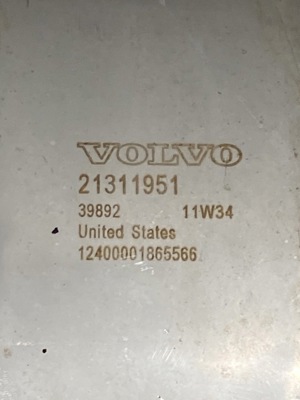 VOLVO
21311951
39892 11W34
United States
12400001865566